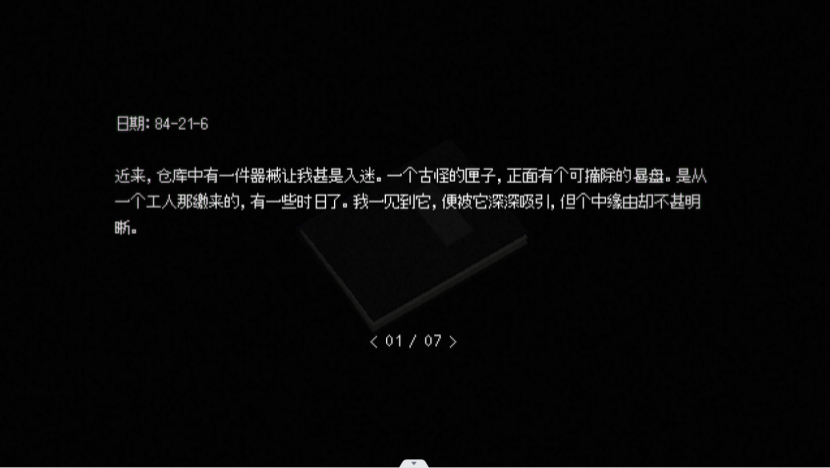 日期: 84-21-6
近来, 仓库中有一件器械让我甚是入迷。一个古怪的匣子, 正面有个可摘除的晷盘。是从
一个工人那缴来的, 有一些时日了。我一见到它, 便被它深深吸引, 但个中缘由却不甚明
晰。
< 01 / 07 >